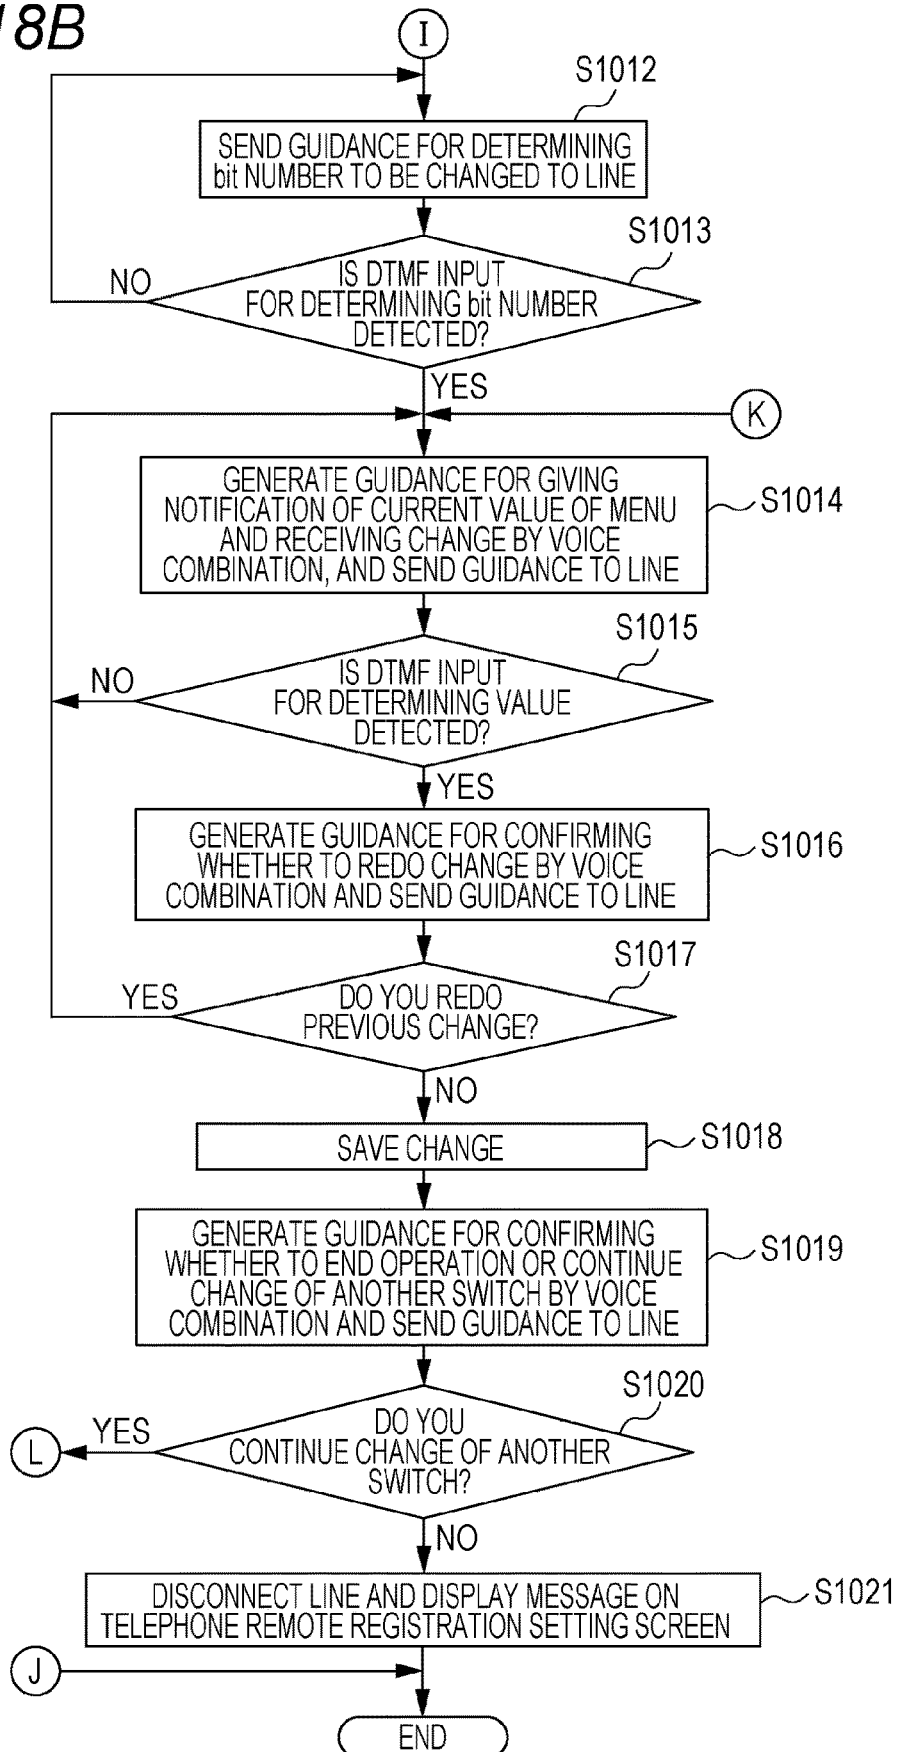 18B
I
S1012
SEND GUIDANCE FOR DETERMINING
bit NUMBER TO BE CHANGED TO LINE
S1013
IS DTMF INPUT
FOR DETERMINING bit NUMBER
DETECTED?
NO
YES
K
GENERATE GUIDANCE FOR GIVING
NOTIFICATION OF CURRENT VALUE OF MENU
AND RECEIVING CHANGE BY VOICE
COMBINATION, AND SEND GUIDANCE TO LINE
S1014
S1015
IS DTMF INPUT
FOR DETERMINING VALUE
DETECTED?
NO
YES
GENERATE GUIDANCE FOR CONFIRMING
WHETHER TO REDO CHANGE BY VOICE
COMBINATION AND SEND GUIDANCE TO LINE
S1016
S1017
DO YOU REDO
PREVIOUS CHANGE?
YES
NO
SAVE CHANGE
S1018
GENERATE GUIDANCE FOR CONFIRMING
WHETHER TO END OPERATION OR CONTINUE
CHANGE OF ANOTHER SWITCH BY VOICE
COMBINATION AND SEND GUIDANCE TO LINE
S1019
S1020
DO YOU
CONTINUE CHANGE OF ANOTHER
SWITCH?
YES
L
NO
DISCONNECT LINE AND DISPLAY MESSAGE ON
TELEPHONE REMOTE REGISTRATION SETTING SCREEN
S1021
J
END